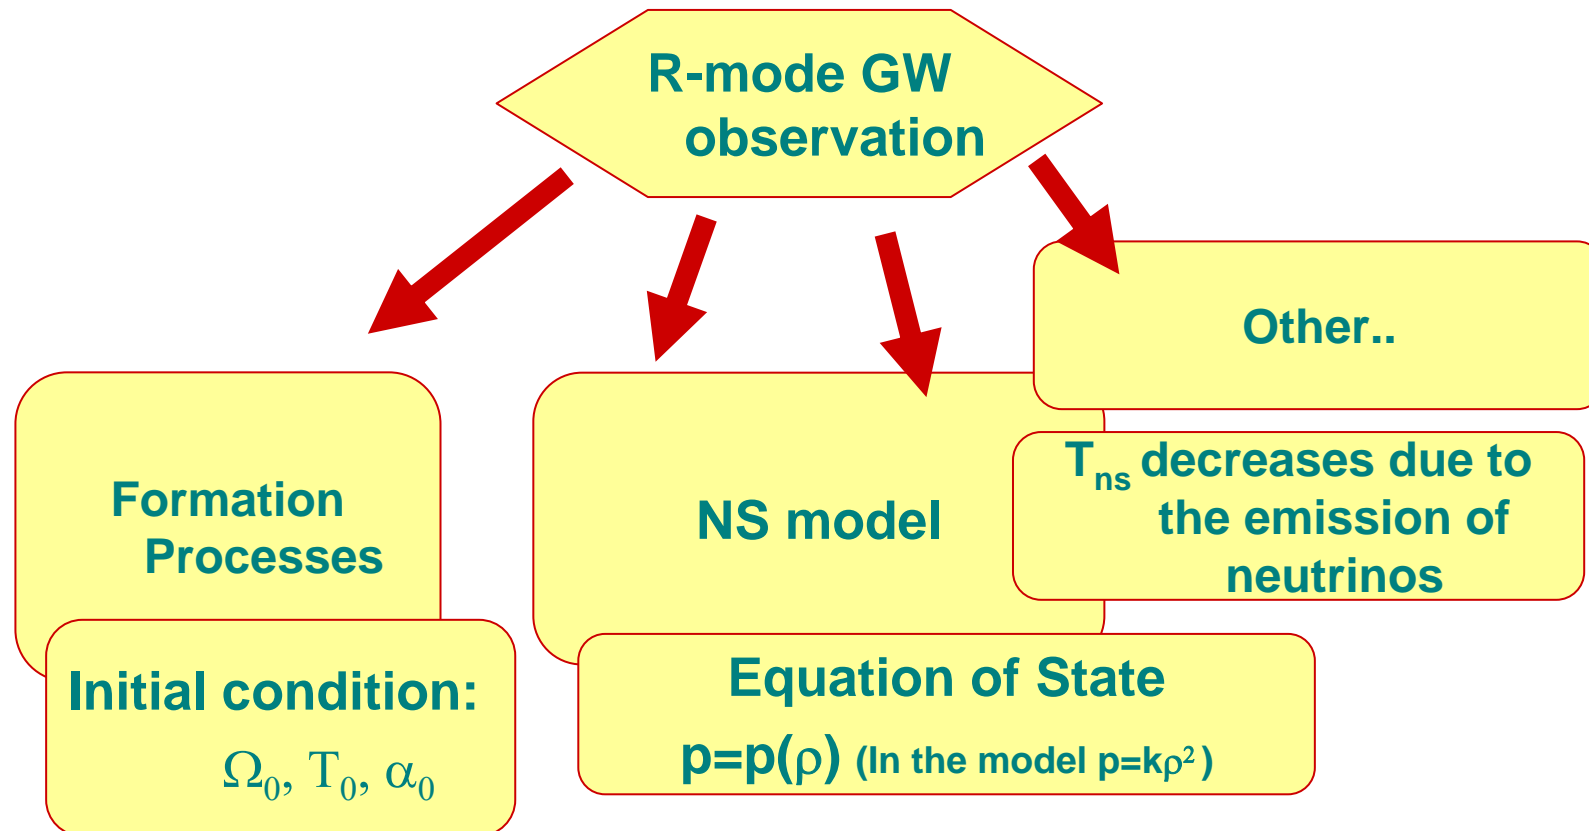 R-mode GW
observation
Other..
Formation
Processes
NS model
T_ns decreases due to
the emission of
neutrinos
Initial condition:
Ω₀, T₀, α₀
Equation of State
p=p(ρ) (In the model p=kρ²)